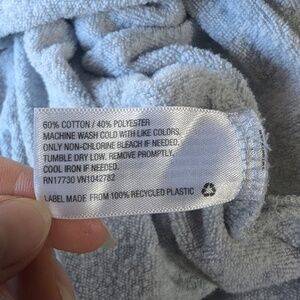 60% COTTON / 40% POLYESTER
MACHINE WASH COLD WITH LIKE COLORS.
ONLY NON-CHLORINE BLEACH IF NEEDED.
TUMBLE DRY LOW. REMOVE PROMPTLY.
COOL IRON IF NEEDED.
RN17730 VN1042782
LABEL MADE FROM 100% RECYCLED PLASTIC